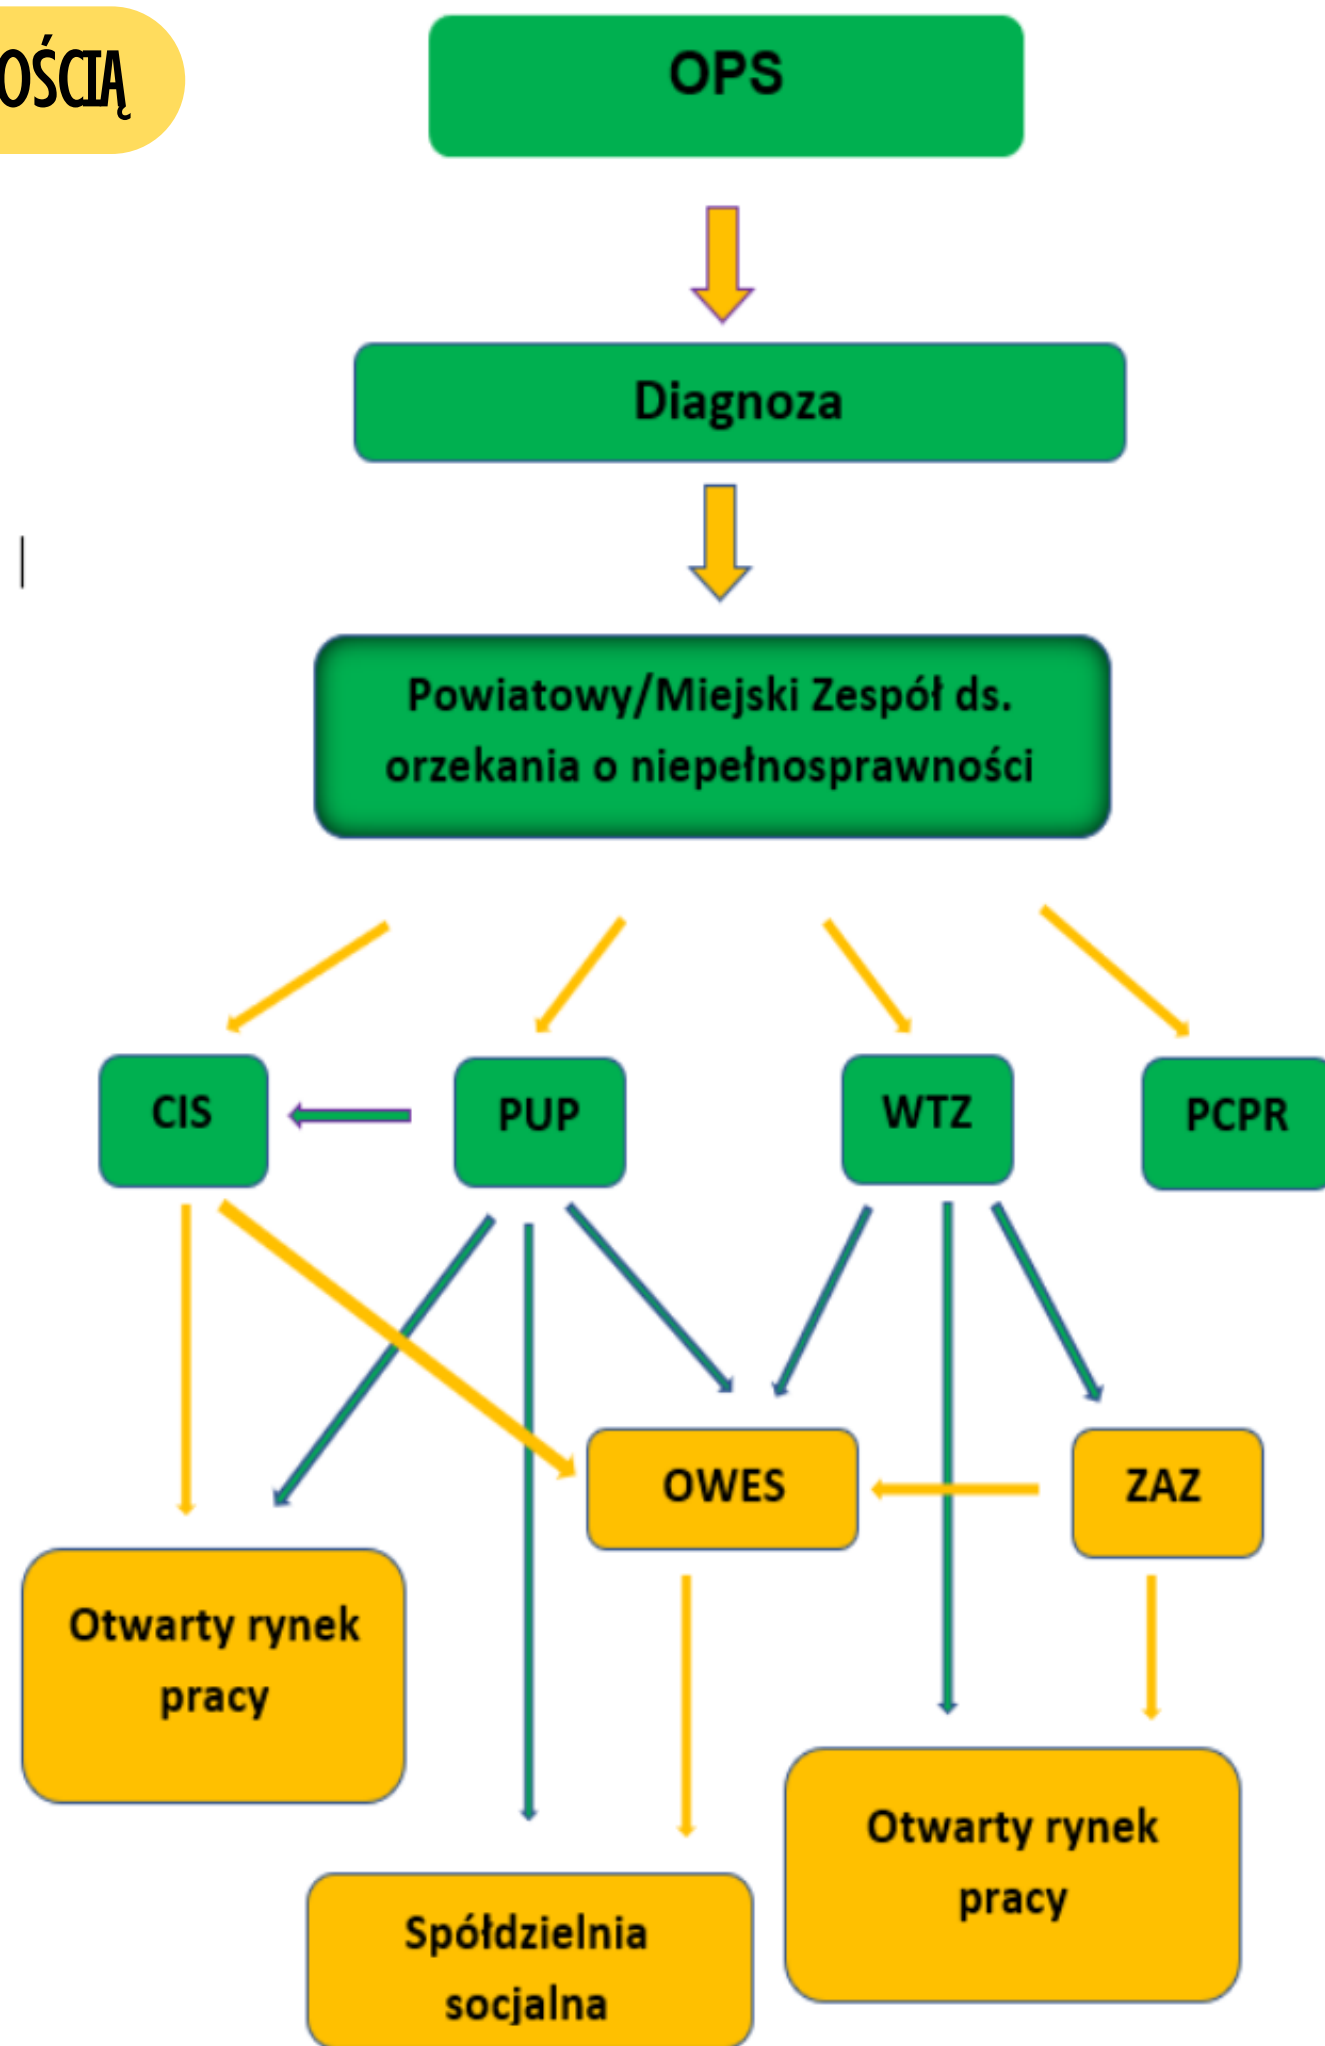 OŚCIĄ
OPS
Diagnoza
Powiatowy/Miejski Zespół ds.
orzekania o niepełnosprawności
CIS
PUP
WTZ
PCPR
OWES
ZAZ
Otwarty rynek
pracy
Otwarty rynek
pracy
Spółdzielnia
socjalna